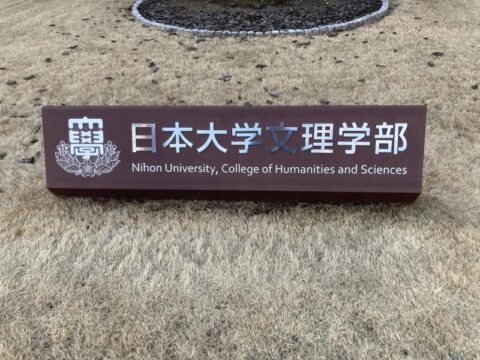 日本大学文理学部
Nihon University, College of Humanities and Sciences